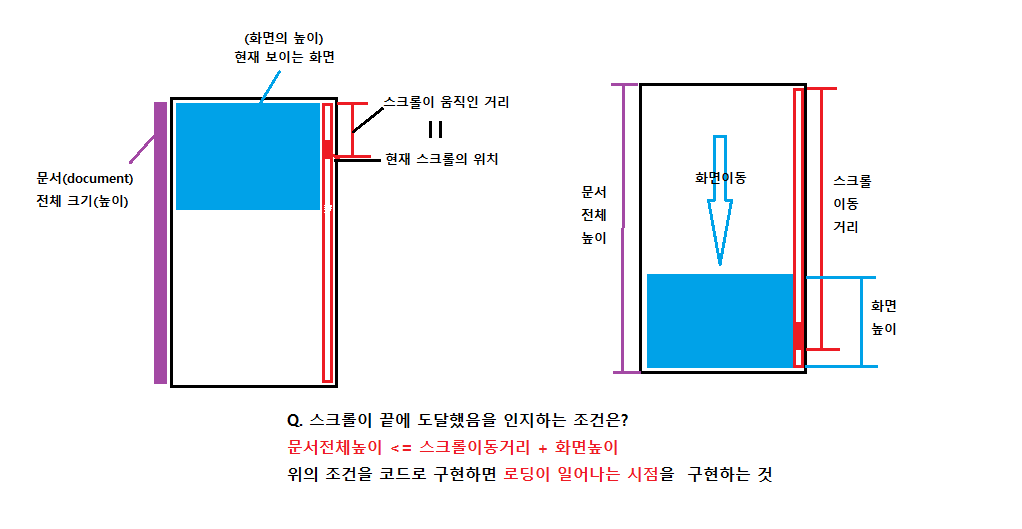 (화면의 높이)
현재 보이는 화면
스크롤이 움직인 거리
현재 스크롤의 위치
문서(document)
전체 크기(높이)
화면이동
문서
전체
높이
스크롤
이동
거리
화면
높이
Q. 스크롤이 끝에 도달했음을 인지하는 조건은?
문서전체높이 <= 스크롤이동거리 + 화면높이
위의 조건을 코드로 구현하면 로딩이 일어나는 시점을 구현하는 것